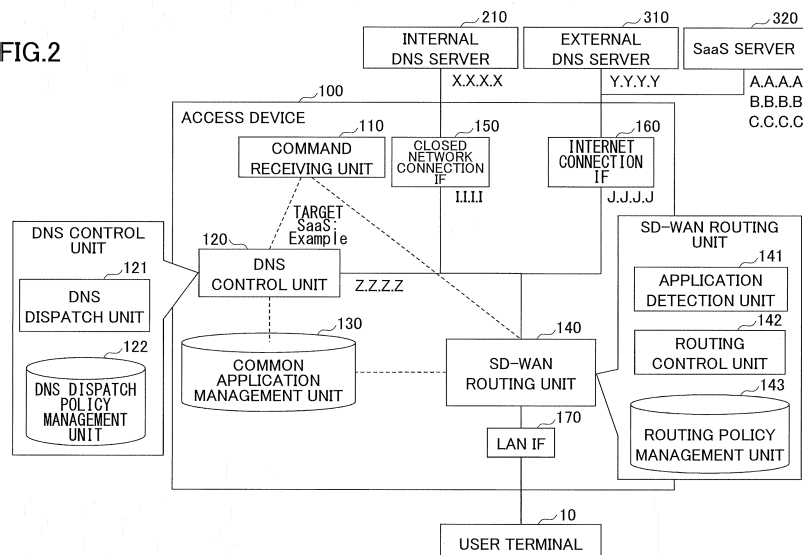 FIG.2
210
INTERNAL
DNS SERVER
X.X.X.X
310
EXTERNAL
DNS SERVER
Y.Y.Y.Y
320
SaaS SERVER
A.A.A.A
B.B.B.B
C.C.C.C
100
ACCESS DEVICE
110
COMMAND
RECEIVING UNIT
150
CLOSED
NETWORK
CONNECTION
IF
I.I.I.I
160
INTERNET
CONNECTION
IF
J.J.J.J
TARGET
SaaS:
Example
DNS CONTROL
UNIT
121
DNS
DISPATCH UNIT
122
DNS DISPATCH
POLICY
MANAGEMENT
UNIT
120
DNS
CONTROL UNIT
Z.Z.Z.Z
130
COMMON
APPLICATION
MANAGEMENT UNIT
140
SD-WAN
ROUTING UNIT
170
LAN IF
SD-WAN ROUTING
UNIT
141
APPLICATION
DETECTION UNIT
142
ROUTING
CONTROL UNIT
143
ROUTING POLICY
MANAGEMENT UNIT
10
USER TERMINAL